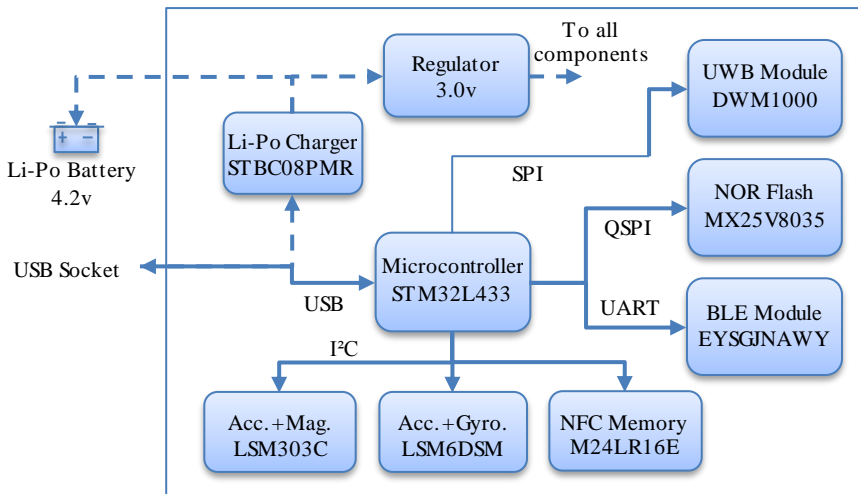 To all
components
Regulator
3.0v
UWB Module
DWM1000
Li-Po Charger
STBC08PMR
Li-Po Battery
4.2v
SPI
NOR Flash
MX25V8035
QSPI
USB Socket
Microcontroller
STM32L433
USB
UART
BLE Module
EYSGJNAWY
I²C
Acc.+Mag.
LSM303C
Acc.+Gyro.
LSM6DSM
NFC Memory
M24LR16E